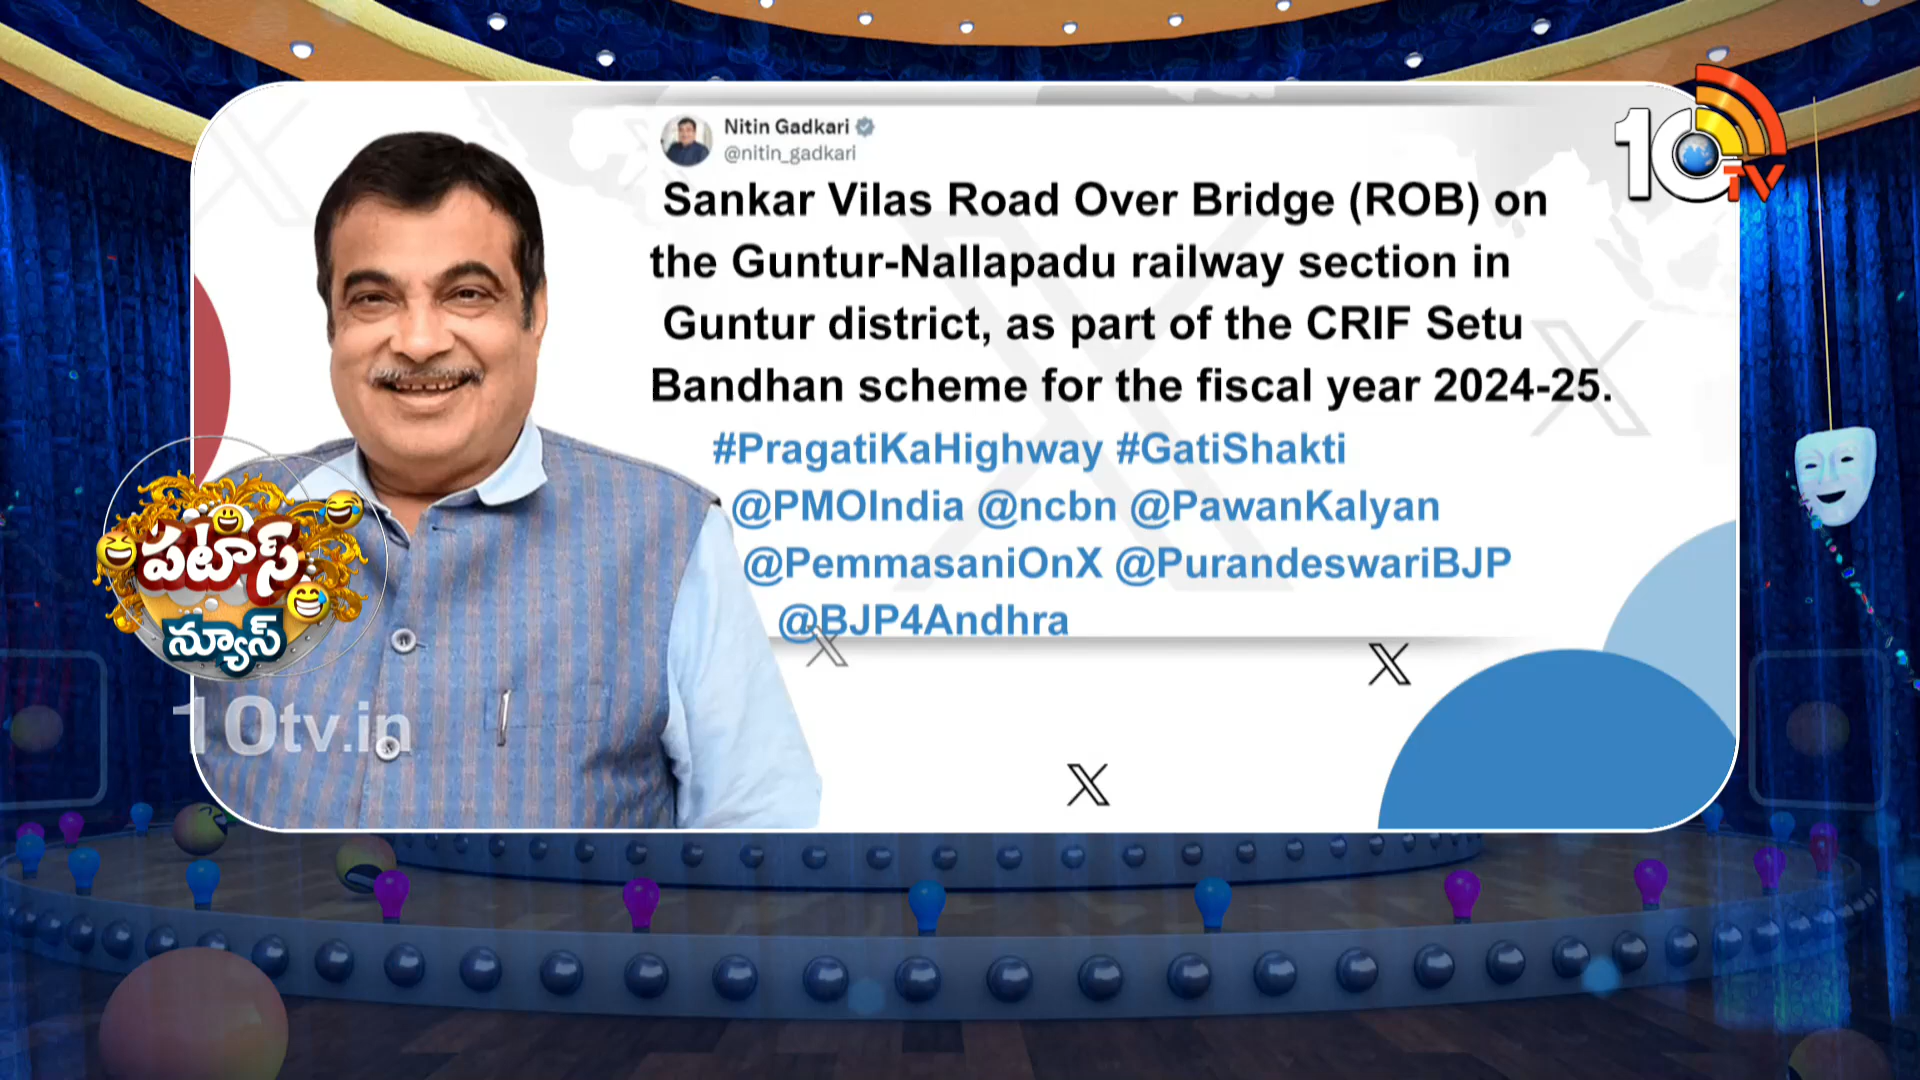 Nitin Gadkari
@nitin_gadkari
10TV
Sankar Vilas Road Over Bridge (ROB) on
the Guntur-Nallapadu railway section in
Guntur district, as part of the CRIF Setu
Bandhan scheme for the fiscal year 2024-25.
#PragatiKaHighway #GatiShakti
@PMOIndia @ncbn @PawanKalyan
@PemmasaniOnX @PurandeswariBJP
@BJP4Andhra
పటాస్
న్యూస్
10tv.in